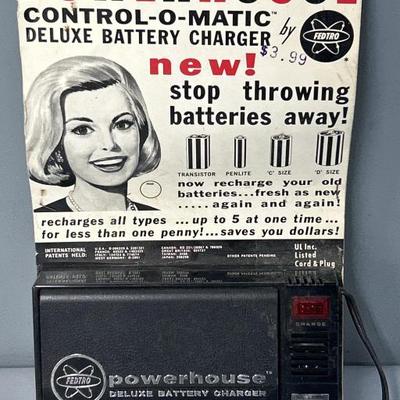 POWERHOUSE
CONTROL-O-MATIC™
DELUXE BATTERY CHARGER
by
FEDTRO
$3.99
new!
stop throwing
batteries away!
TRANSISTOR PENLITE 'C' SIZE 'D' SIZE
now recharge your old
batteries...fresh as new
.....again and again!
recharges all types ...up to 5 at one time...
for less than one penny!...saves you dollars!
INTERNATIONAL
PATENTS HELD:
OTHER PATENTS PENDING
UL Inc.
Listed
Cord & Plug
CHARGE
FEDTRO
powerhouse™
DELUXE BATTERY CHARGER